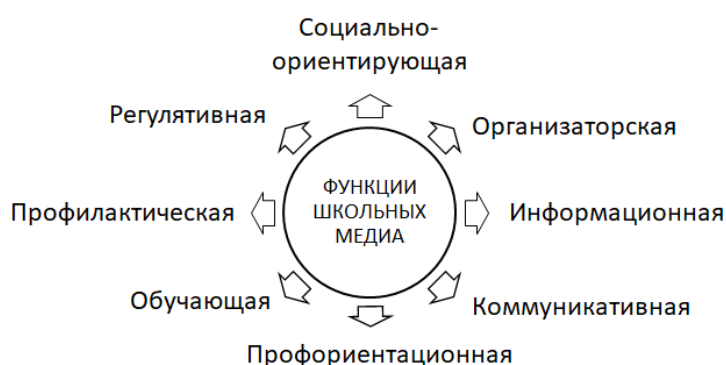 Социально-
ориентирующая
Регулятивная
Организаторская
Профилактическая
ФУНКЦИИ
ШКОЛЬНЫХ
МЕДИА
Информационная
Обучающая
Коммуникативная
Профориентационная